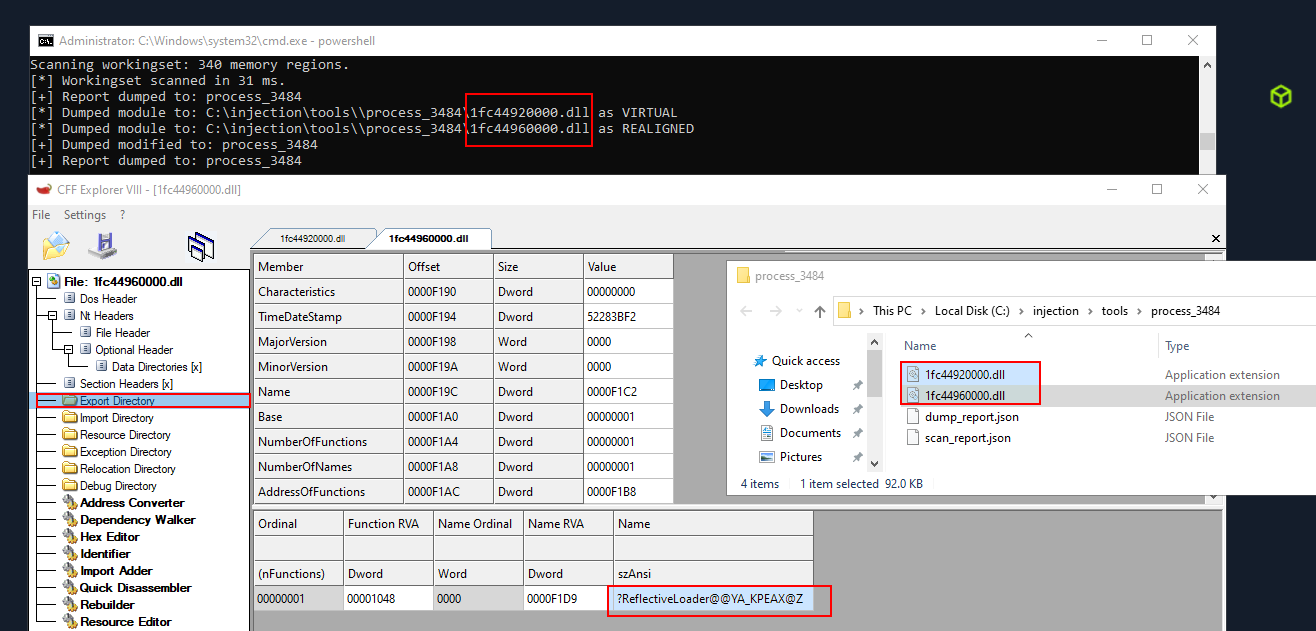 Administrator: C:\Windows\system32\cmd.exe - powershell
Scanning workingset: 340 memory regions.
[*] Workingset scanned in 31 ms.
[+] Report dumped to: process_3484
[*] Dumped module to: C:\injection\tools\\process_3484\1fc44920000.dll as VIRTUAL
[*] Dumped module to: C:\injection\tools\\process_3484\1fc44960000.dll as REALIGNED
[+] Dumped modified to: process_3484
[+] Report dumped to: process_3484
CFF Explorer VIII - [1fc44960000.dll]
File Settings ?
1fc44920000.dll 1fc44960000.dll
File: 1fc44960000.dll
Dos Header
Nt Headers
File Header
Optional Header
Data Directories [x]
Section Headers [x]
Export Directory
Import Directory
Resource Directory
Exception Directory
Relocation Directory
Debug Directory
Address Converter
Dependency Walker
Hex Editor
Identifier
Import Adder
Quick Disassembler
Rebuilder
Resource Editor
Member Offset Size Value
Characteristics 0000F190 Dword 00000000
TimeDateStamp 0000F194 Dword 52283BF2
MajorVersion 0000F198 Word 0000
MinorVersion 0000F19A Word 0000
Name 0000F19C Dword 0000F1C2
Base 0000F1A0 Dword 00000001
NumberOfFunctions 0000F1A4 Dword 00000001
NumberOfNames 0000F1A8 Dword 00000001
AddressOfFunctions 0000F1AC Dword 0000F1B8
Ordinal Function RVA Name Ordinal Name RVA Name
(nFunctions) Dword Word Dword szAnsi
00000001 00001048 0000 0000F1D9 ?ReflectiveLoader@@YA_KPEAX@Z
process_3484
This PC > Local Disk (C:) > injection > tools > process_3484
Quick access
Desktop
Downloads
Documents
Pictures
Name Type
1fc44920000.dll Application extension
1fc44960000.dll Application extension
dump_report.json JSON File
scan_report.json JSON File
4 items 1 item selected 92.0 KB